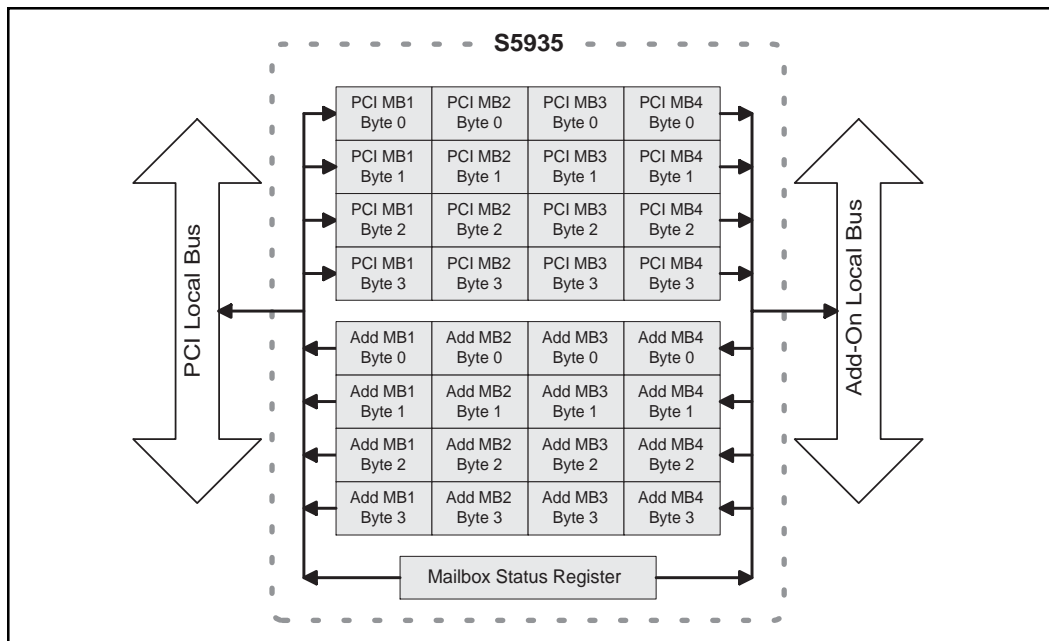 S5935
PCI MB1 PCI MB2 PCI MB3 PCI MB4
Byte 0 Byte 0 Byte 0 Byte 0
PCI MB1 PCI MB2 PCI MB3 PCI MB4
Byte 1 Byte 1 Byte 1 Byte 1
PCI MB1 PCI MB2 PCI MB3 PCI MB4
Byte 2 Byte 2 Byte 2 Byte 2
PCI MB1 PCI MB2 PCI MB3 PCI MB4
Byte 3 Byte 3 Byte 3 Byte 3
PCI Local Bus
Add-On Local Bus
Add MB1 Add MB2 Add MB3 Add MB4
Byte 0 Byte 0 Byte 0 Byte 0
Add MB1 Add MB2 Add MB3 Add MB4
Byte 1 Byte 1 Byte 1 Byte 1
Add MB1 Add MB2 Add MB3 Add MB4
Byte 2 Byte 2 Byte 2 Byte 2
Add MB1 Add MB2 Add MB3 Add MB4
Byte 3 Byte 3 Byte 3 Byte 3
Mailbox Status Register